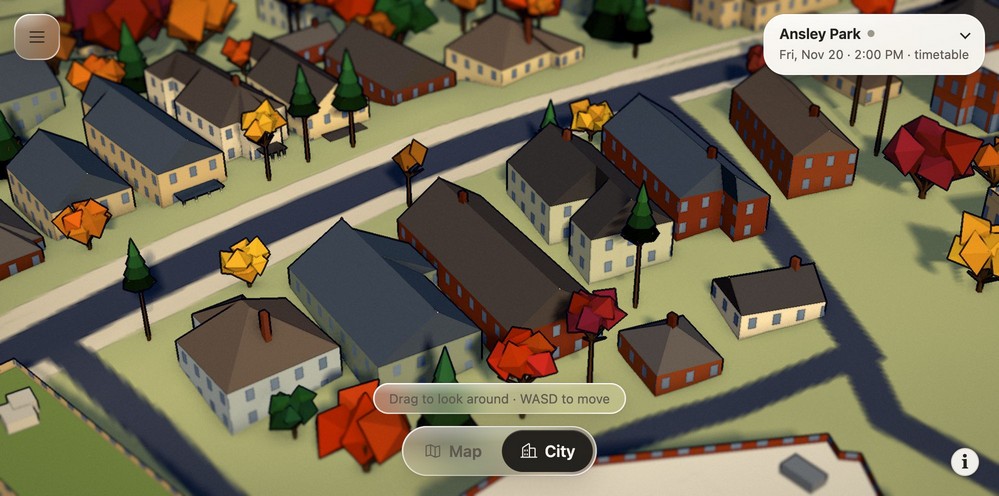 Ansley Park
Fri, Nov 20 · 2:00 PM · timetable
Drag to look around · WASD to move
Map
City
i